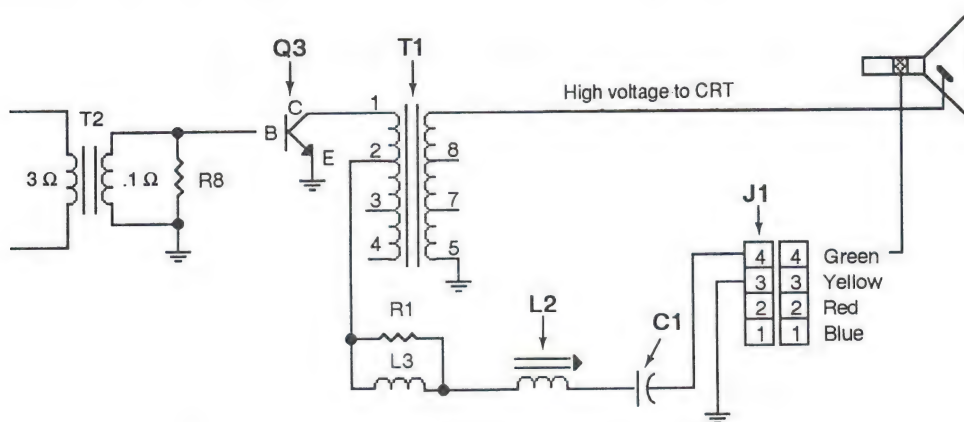 Q3
T1
High voltage to CRT
T2
C
1
B
E
2
8
3 Ω
.1 Ω
R8
3
7
4
5
J1
4 4 Green
3 3 Yellow
2 2 Red
1 1 Blue
R1
L2
C1
L3